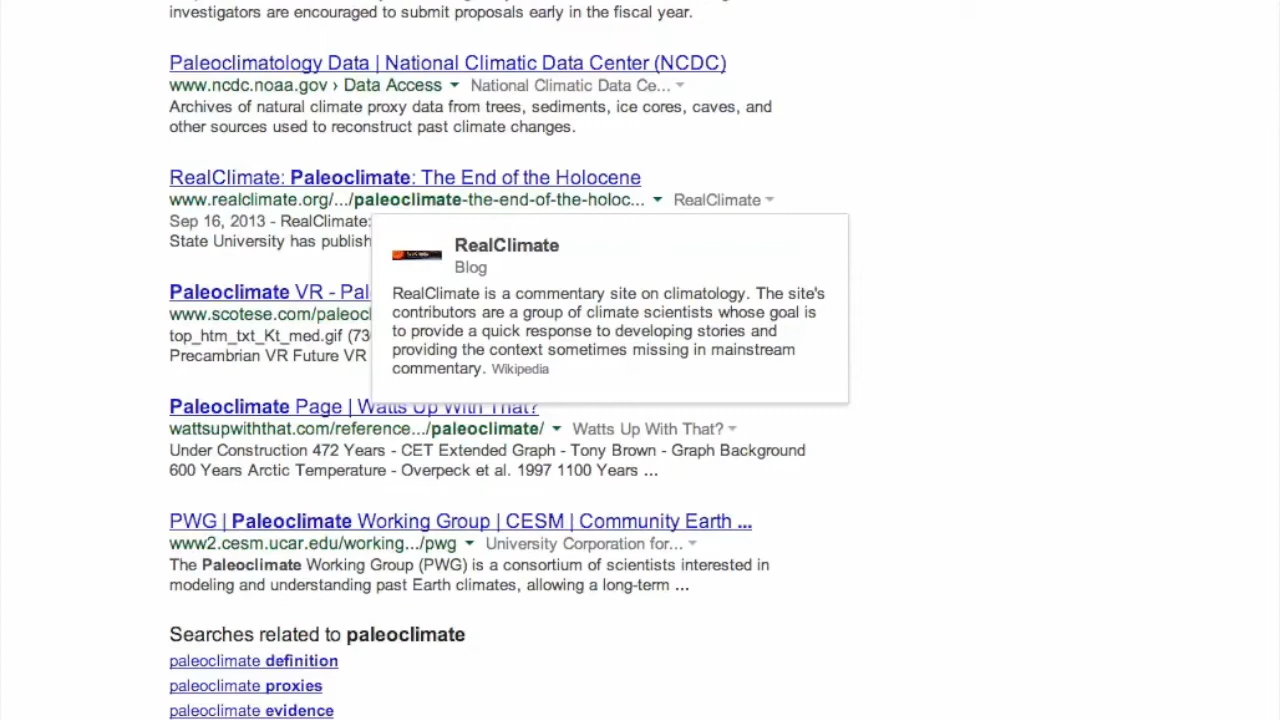 investigators are encouraged to submit proposals early in the fiscal year.
Paleoclimatology Data | National Climatic Data Center (NCDC)
www.ncdc.noaa.gov › Data Access National Climatic Data Ce...
Archives of natural climate proxy data from trees, sediments, ice cores, caves, and
other sources used to reconstruct past climate changes.
RealClimate: Paleoclimate: The End of the Holocene
www.realclimate.org/.../paleoclimate-the-end-of-the-holoc... RealClimate
Sep 16, 2013 - RealClimate:
State University has publish
RealClimate
Blog
RealClimate is a commentary site on climatology. The site's
contributors are a group of climate scientists whose goal is
to provide a quick response to developing stories and
providing the context sometimes missing in mainstream
commentary. Wikipedia
Paleoclimate VR - Pal
www.scotese.com/paleocl
top_htm_txt_Kt_med.gif (73
Precambrian VR Future VR
Paleoclimate Page | Watts Up With That?
wattsupwiththat.com/reference.../paleoclimate/ Watts Up With That?
Under Construction 472 Years - CET Extended Graph - Tony Brown - Graph Background
600 Years Arctic Temperature - Overpeck et al. 1997 1100 Years ...
PWG | Paleoclimate Working Group | CESM | Community Earth ...
www2.cesm.ucar.edu/working.../pwg University Corporation for...
The Paleoclimate Working Group (PWG) is a consortium of scientists interested in
modeling and understanding past Earth climates, allowing a long-term ...
Searches related to paleoclimate
paleoclimate definition
paleoclimate proxies
paleoclimate evidence